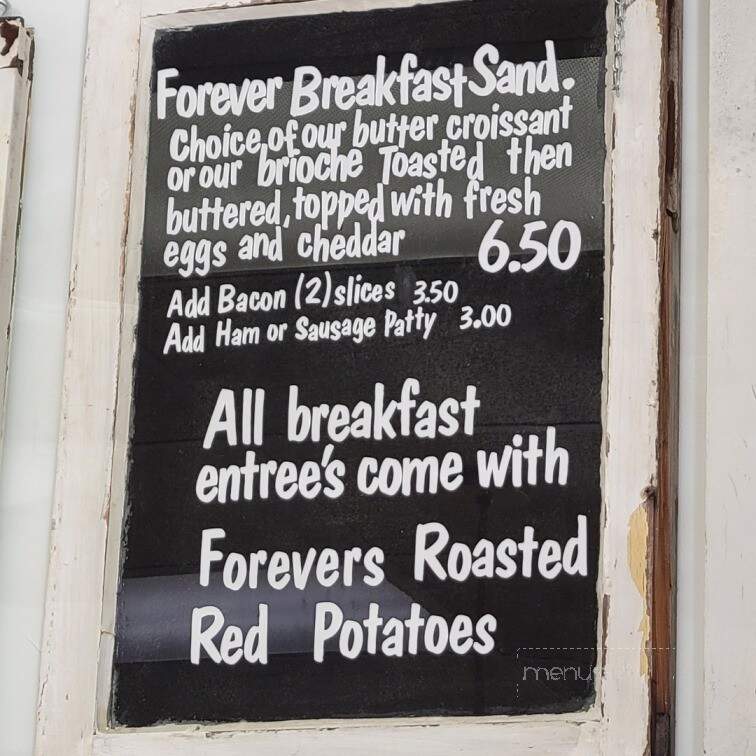 Forever Breakfast Sand.
Choice of our butter croissant
or our brioche Toasted then
buttered, topped with fresh
eggs and cheddar 6.50
Add Bacon (2) slices 3.50
Add Ham or Sausage Patty 3.00
All breakfast
entree's come with
Forevers Roasted
Red Potatoes
menu